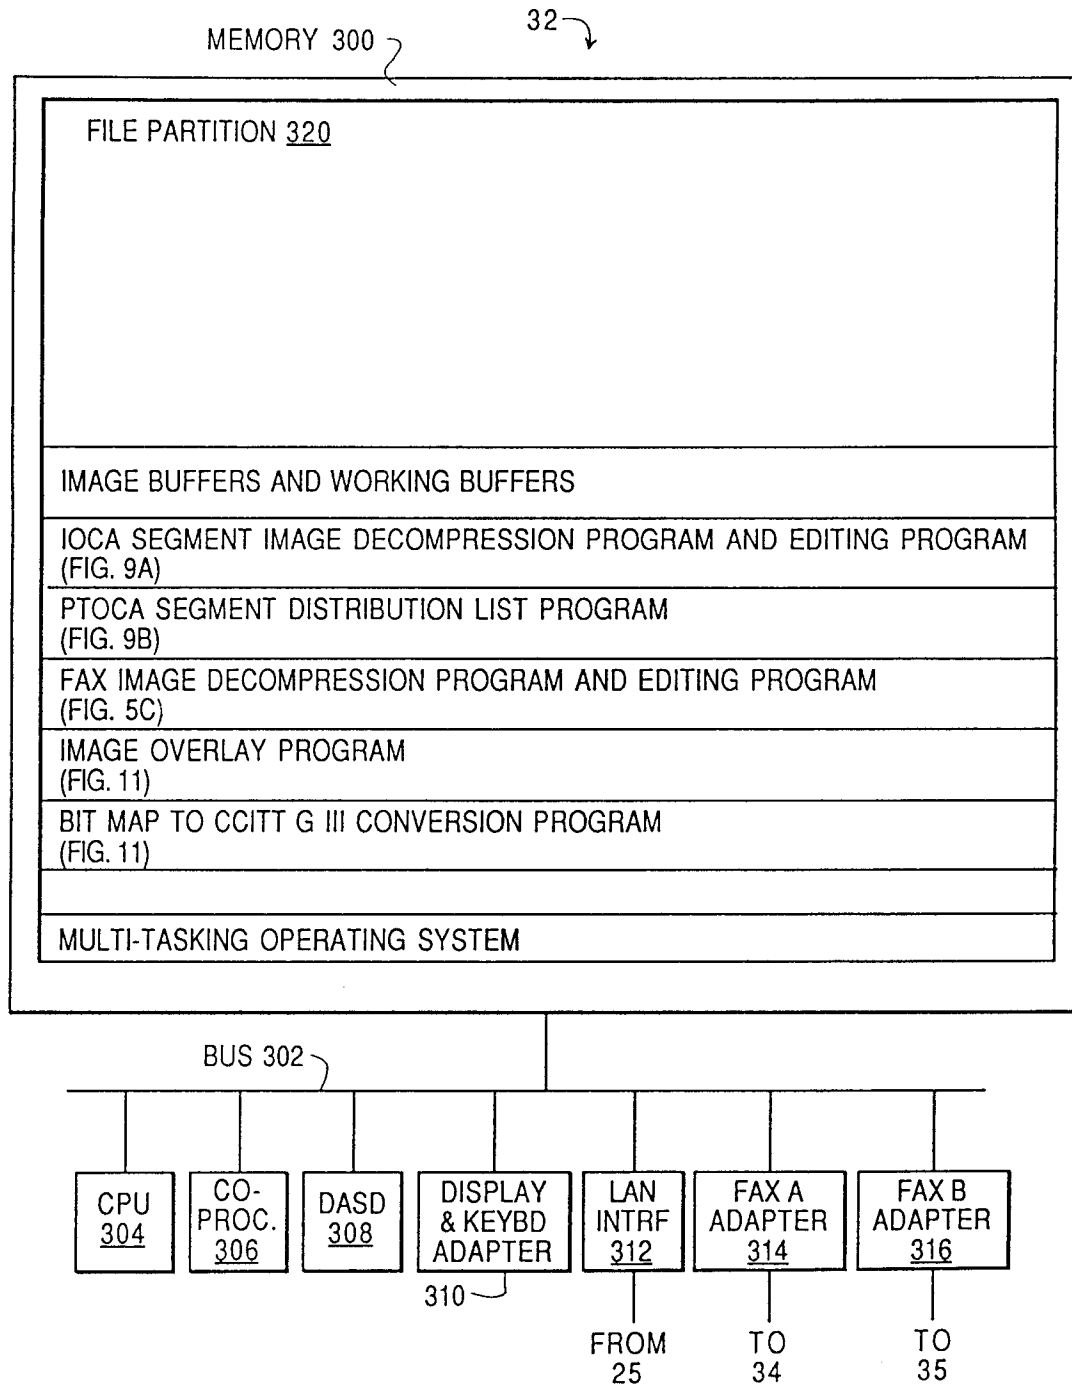 32
MEMORY 300
FILE PARTITION 320
IMAGE BUFFERS AND WORKING BUFFERS
IOCA SEGMENT IMAGE DECOMPRESSION PROGRAM AND EDITING PROGRAM
(FIG. 9A)
PTOCA SEGMENT DISTRIBUTION LIST PROGRAM
(FIG. 9B)
FAX IMAGE DECOMPRESSION PROGRAM AND EDITING PROGRAM
(FIG. 5C)
IMAGE OVERLAY PROGRAM
(FIG. 11)
BIT MAP TO CCITT G III CONVERSION PROGRAM
(FIG. 11)
MULTI-TASKING OPERATING SYSTEM
BUS 302
CPU
304
CO-
PROC.
306
DASD
308
DISPLAY
& KEYBD
ADAPTER
310
LAN
INTRF
312
FAX A
ADAPTER
314
FAX B
ADAPTER
316
FROM
25
TO
34
TO
35